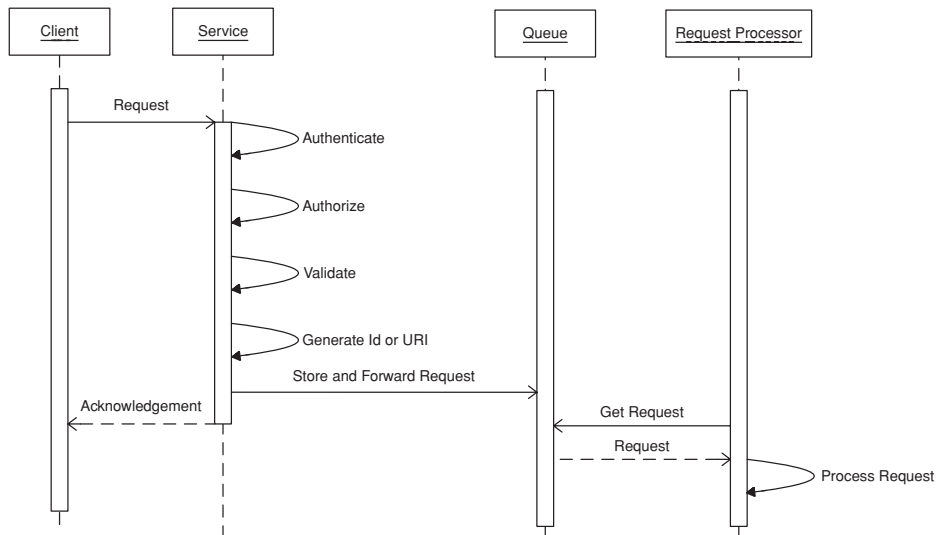 Client
Service
Queue
Request Processor
Request
Authenticate
Authorize
Validate
Generate Id or URI
Store and Forward Request
Acknowledgement
Get Request
Request
Process Request